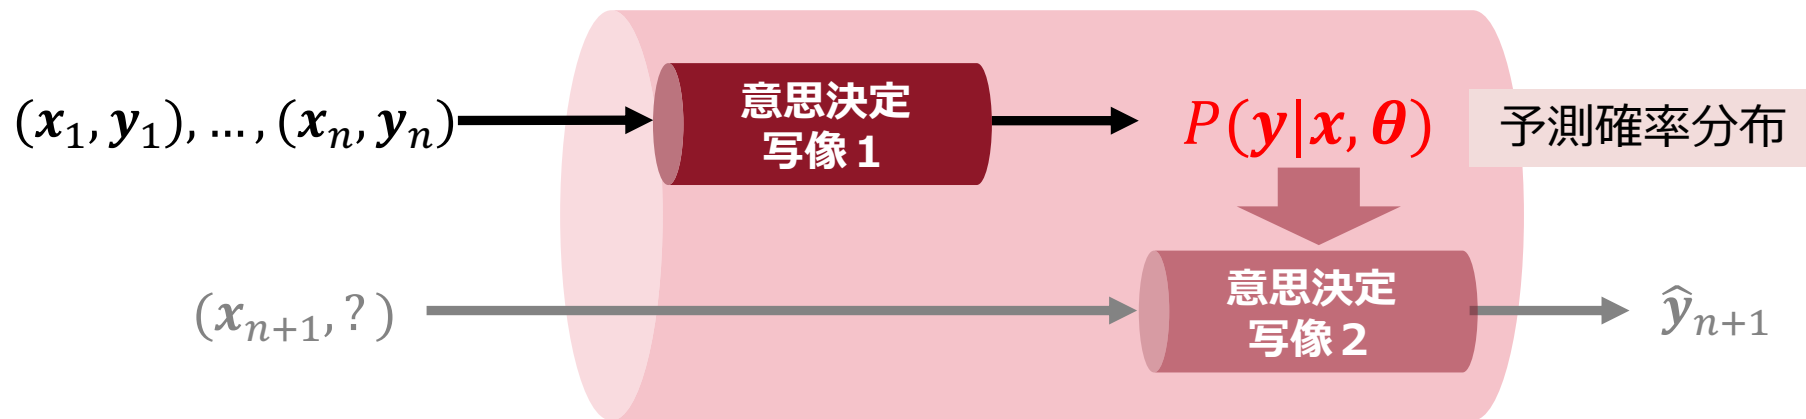 (x₁, y₁), … , (xₙ, yₙ)
意思決定
写像１
P(y|x, θ)
予測確率分布
(xₙ₊₁, ? )
意思決定
写像２
ŷₙ₊₁